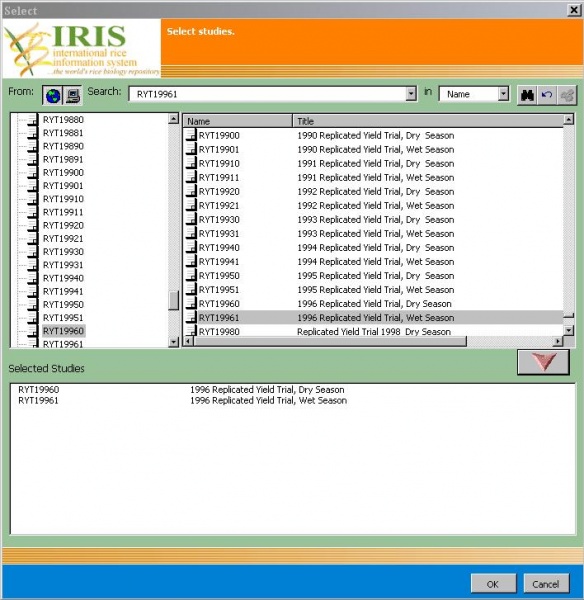 Select
IRIS
international rice
information system
...the world's rice biology repository
Select studies.
From:
Search:
RYT19961
in
Name
RYT19880
RYT19881
RYT19890
RYT19891
RYT19900
RYT19901
RYT19910
RYT19911
RYT19920
RYT19921
RYT19930
RYT19931
RYT19940
RYT19941
RYT19950
RYT19951
RYT19960
RYT19961
Name Title
RYT19900 1990 Replicated Yield Trial, Dry Season
RYT19901 1990 Replicated Yield Trial, Wet Season
RYT19910 1991 Replicated Yield Trial, Dry Season
RYT19911 1991 Replicated Yield Trial, Wet Season
RYT19920 1992 Replicated Yield Trial, Dry Season
RYT19921 1992 Replicated Yield Trial, Wet Season
RYT19930 1993 Replicated Yield Trial, Dry Season
RYT19931 1993 Replicated Yield Trial, Wet Season
RYT19940 1994 Replicated Yield Trial, Dry Season
RYT19941 1994 Replicated Yield Trial, Wet Season
RYT19950 1995 Replicated Yield Trial, Dry Season
RYT19951 1995 Replicated Yield Trial, Wet Season
RYT19960 1996 Replicated Yield Trial, Dry Season
RYT19961 1996 Replicated Yield Trial, Wet Season
RYT19980 Replicated Yield Trial 1998 Dry Season
Selected Studies
RYT19960 1996 Replicated Yield Trial, Dry Season
RYT19961 1996 Replicated Yield Trial, Wet Season
OK
Cancel